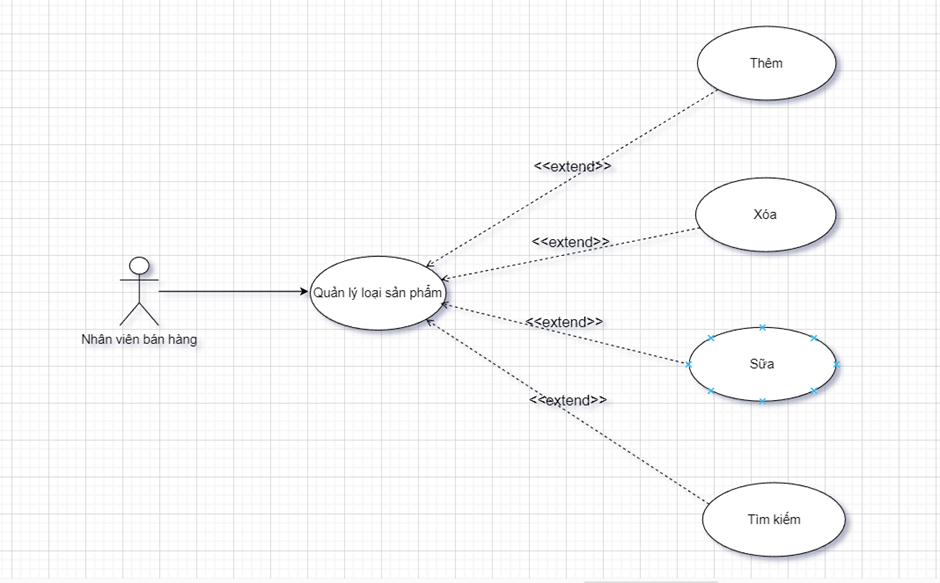 Thêm
<<extend>>
Xóa
<<extend>>
Quản lý loại sản phẩm
<<extend>>
Nhân viên bán hàng
Sữa
<<extend>>
Tìm kiếm